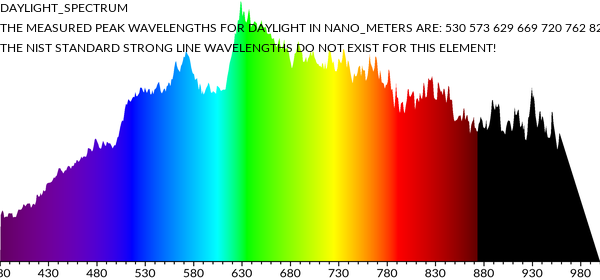 DAYLIGHT_SPECTRUM
THE MEASURED PEAK WAVELENGTHS FOR DAYLIGHT IN NANO_METERS ARE: 530 573 629 669 720 762 82
THE NIST STANDARD STRONG LINE WAVELENGTHS DO NOT EXIST FOR THIS ELEMENT!
80 430 480 530 580 630 680 730 780 830 880 930 980